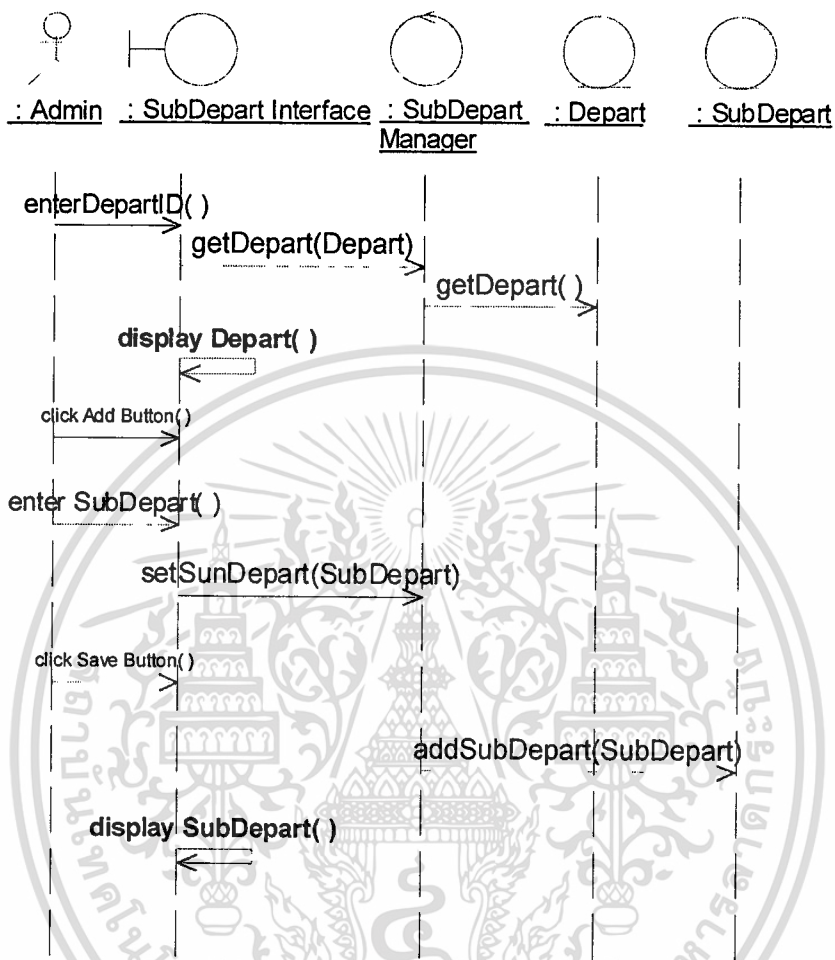 : Admin
: SubDepart Interface
: SubDepart
Manager
: Depart
: SubDepart
enterDepartID( )
getDepart(Depart)
getDepart( )
display Depart( )
click Add Button( )
enter SubDepart( )
setSunDepart(SubDepart)
click Save Button( )
addSubDepart(SubDepart)
display SubDepart( )